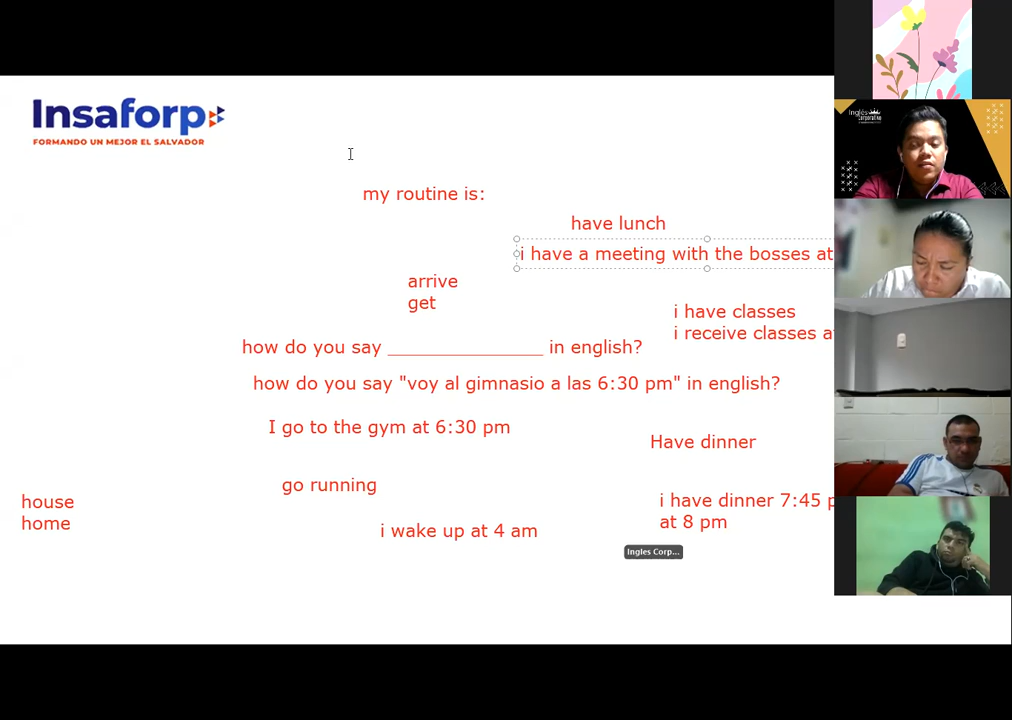 Insaforp
FORMANDO UN MEJOR EL SALVADOR
Inglés
corporativo
my routine is:
have lunch
i have a meeting with the bosses at
arrive
get
i have classes
i receive classes a
how do you say ________________ in english?
how do you say "voy al gimnasio a las 6:30 pm" in english?
I go to the gym at 6:30 pm
Have dinner
go running
house
home
i have dinner 7:45 p
at 8 pm
i wake up at 4 am
Ingles Corp...